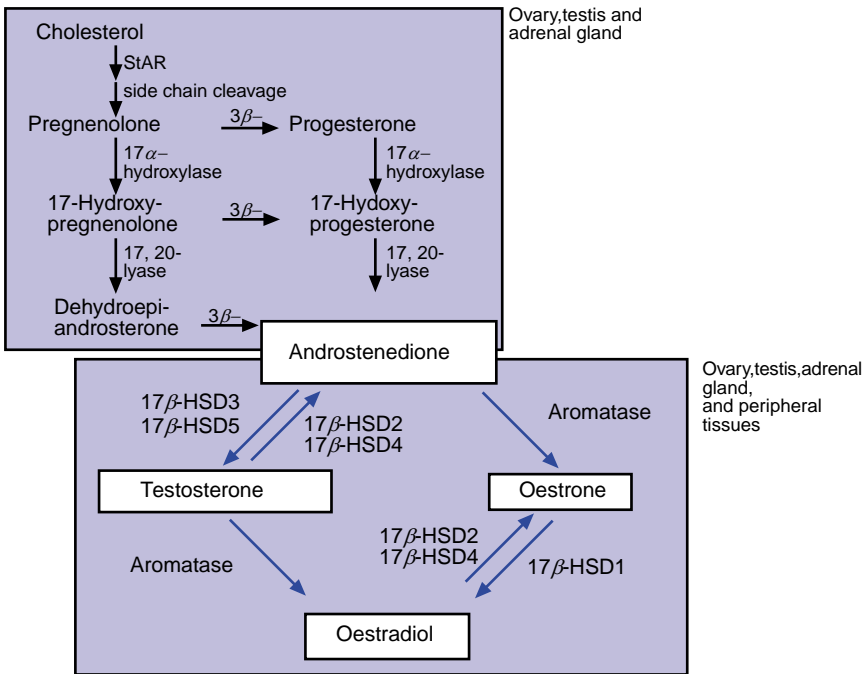 Ovary,testis and
adrenal gland
Cholesterol
StAR
side chain cleavage
Pregnenolone
3β–
Progesterone
17α–
hydroxylase
17α–
hydroxylase
17-Hydroxy-
pregnenolone
3β–
17-Hydoxy-
progesterone
17, 20-
lyase
17, 20-
lyase
Dehydroepi-
androsterone
3β–
Androstenedione
Ovary,testis,adrenal
gland,
and peripheral
tissues
17β-HSD3
17β-HSD5
17β-HSD2
17β-HSD4
Aromatase
Testosterone
Oestrone
Aromatase
17β-HSD2
17β-HSD4
17β-HSD1
Oestradiol